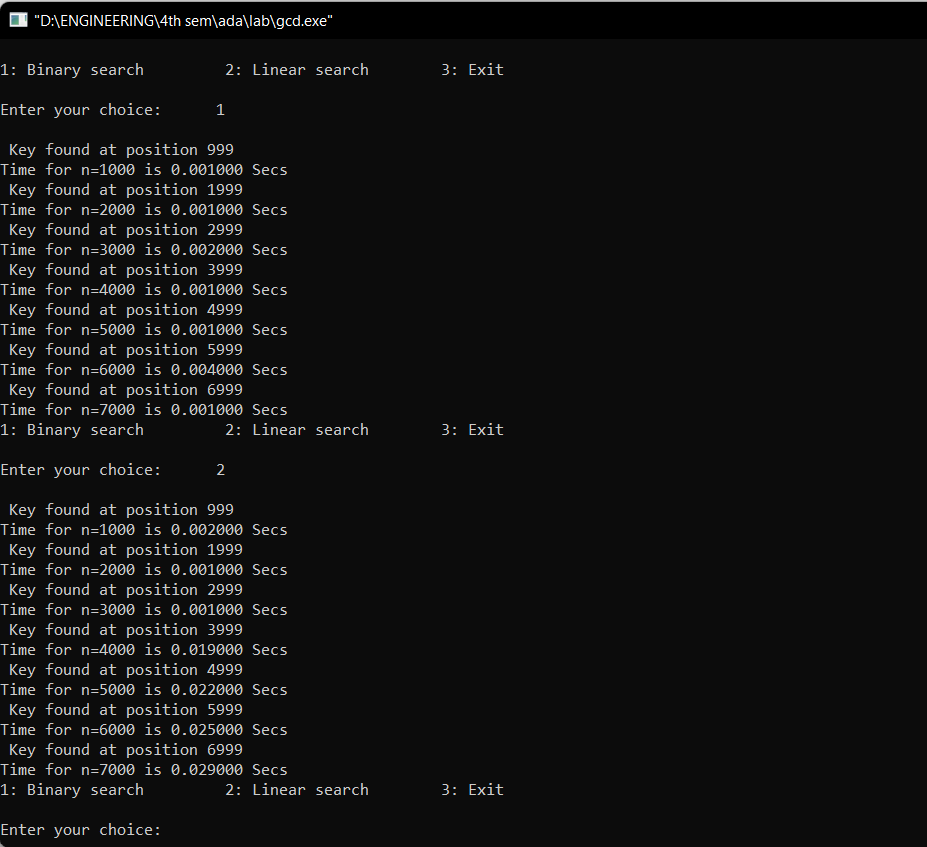 "D:\ENGINEERING\4th sem\ada\lab\gcd.exe"
1: Binary search         2: Linear search        3: Exit
Enter your choice:      1
 Key found at position 999
Time for n=1000 is 0.001000 Secs
 Key found at position 1999
Time for n=2000 is 0.001000 Secs
 Key found at position 2999
Time for n=3000 is 0.002000 Secs
 Key found at position 3999
Time for n=4000 is 0.001000 Secs
 Key found at position 4999
Time for n=5000 is 0.001000 Secs
 Key found at position 5999
Time for n=6000 is 0.004000 Secs
 Key found at position 6999
Time for n=7000 is 0.001000 Secs
1: Binary search         2: Linear search        3: Exit
Enter your choice:      2
 Key found at position 999
Time for n=1000 is 0.002000 Secs
 Key found at position 1999
Time for n=2000 is 0.001000 Secs
 Key found at position 2999
Time for n=3000 is 0.001000 Secs
 Key found at position 3999
Time for n=4000 is 0.019000 Secs
 Key found at position 4999
Time for n=5000 is 0.022000 Secs
 Key found at position 5999
Time for n=6000 is 0.025000 Secs
 Key found at position 6999
Time for n=7000 is 0.029000 Secs
1: Binary search         2: Linear search        3: Exit
Enter your choice: